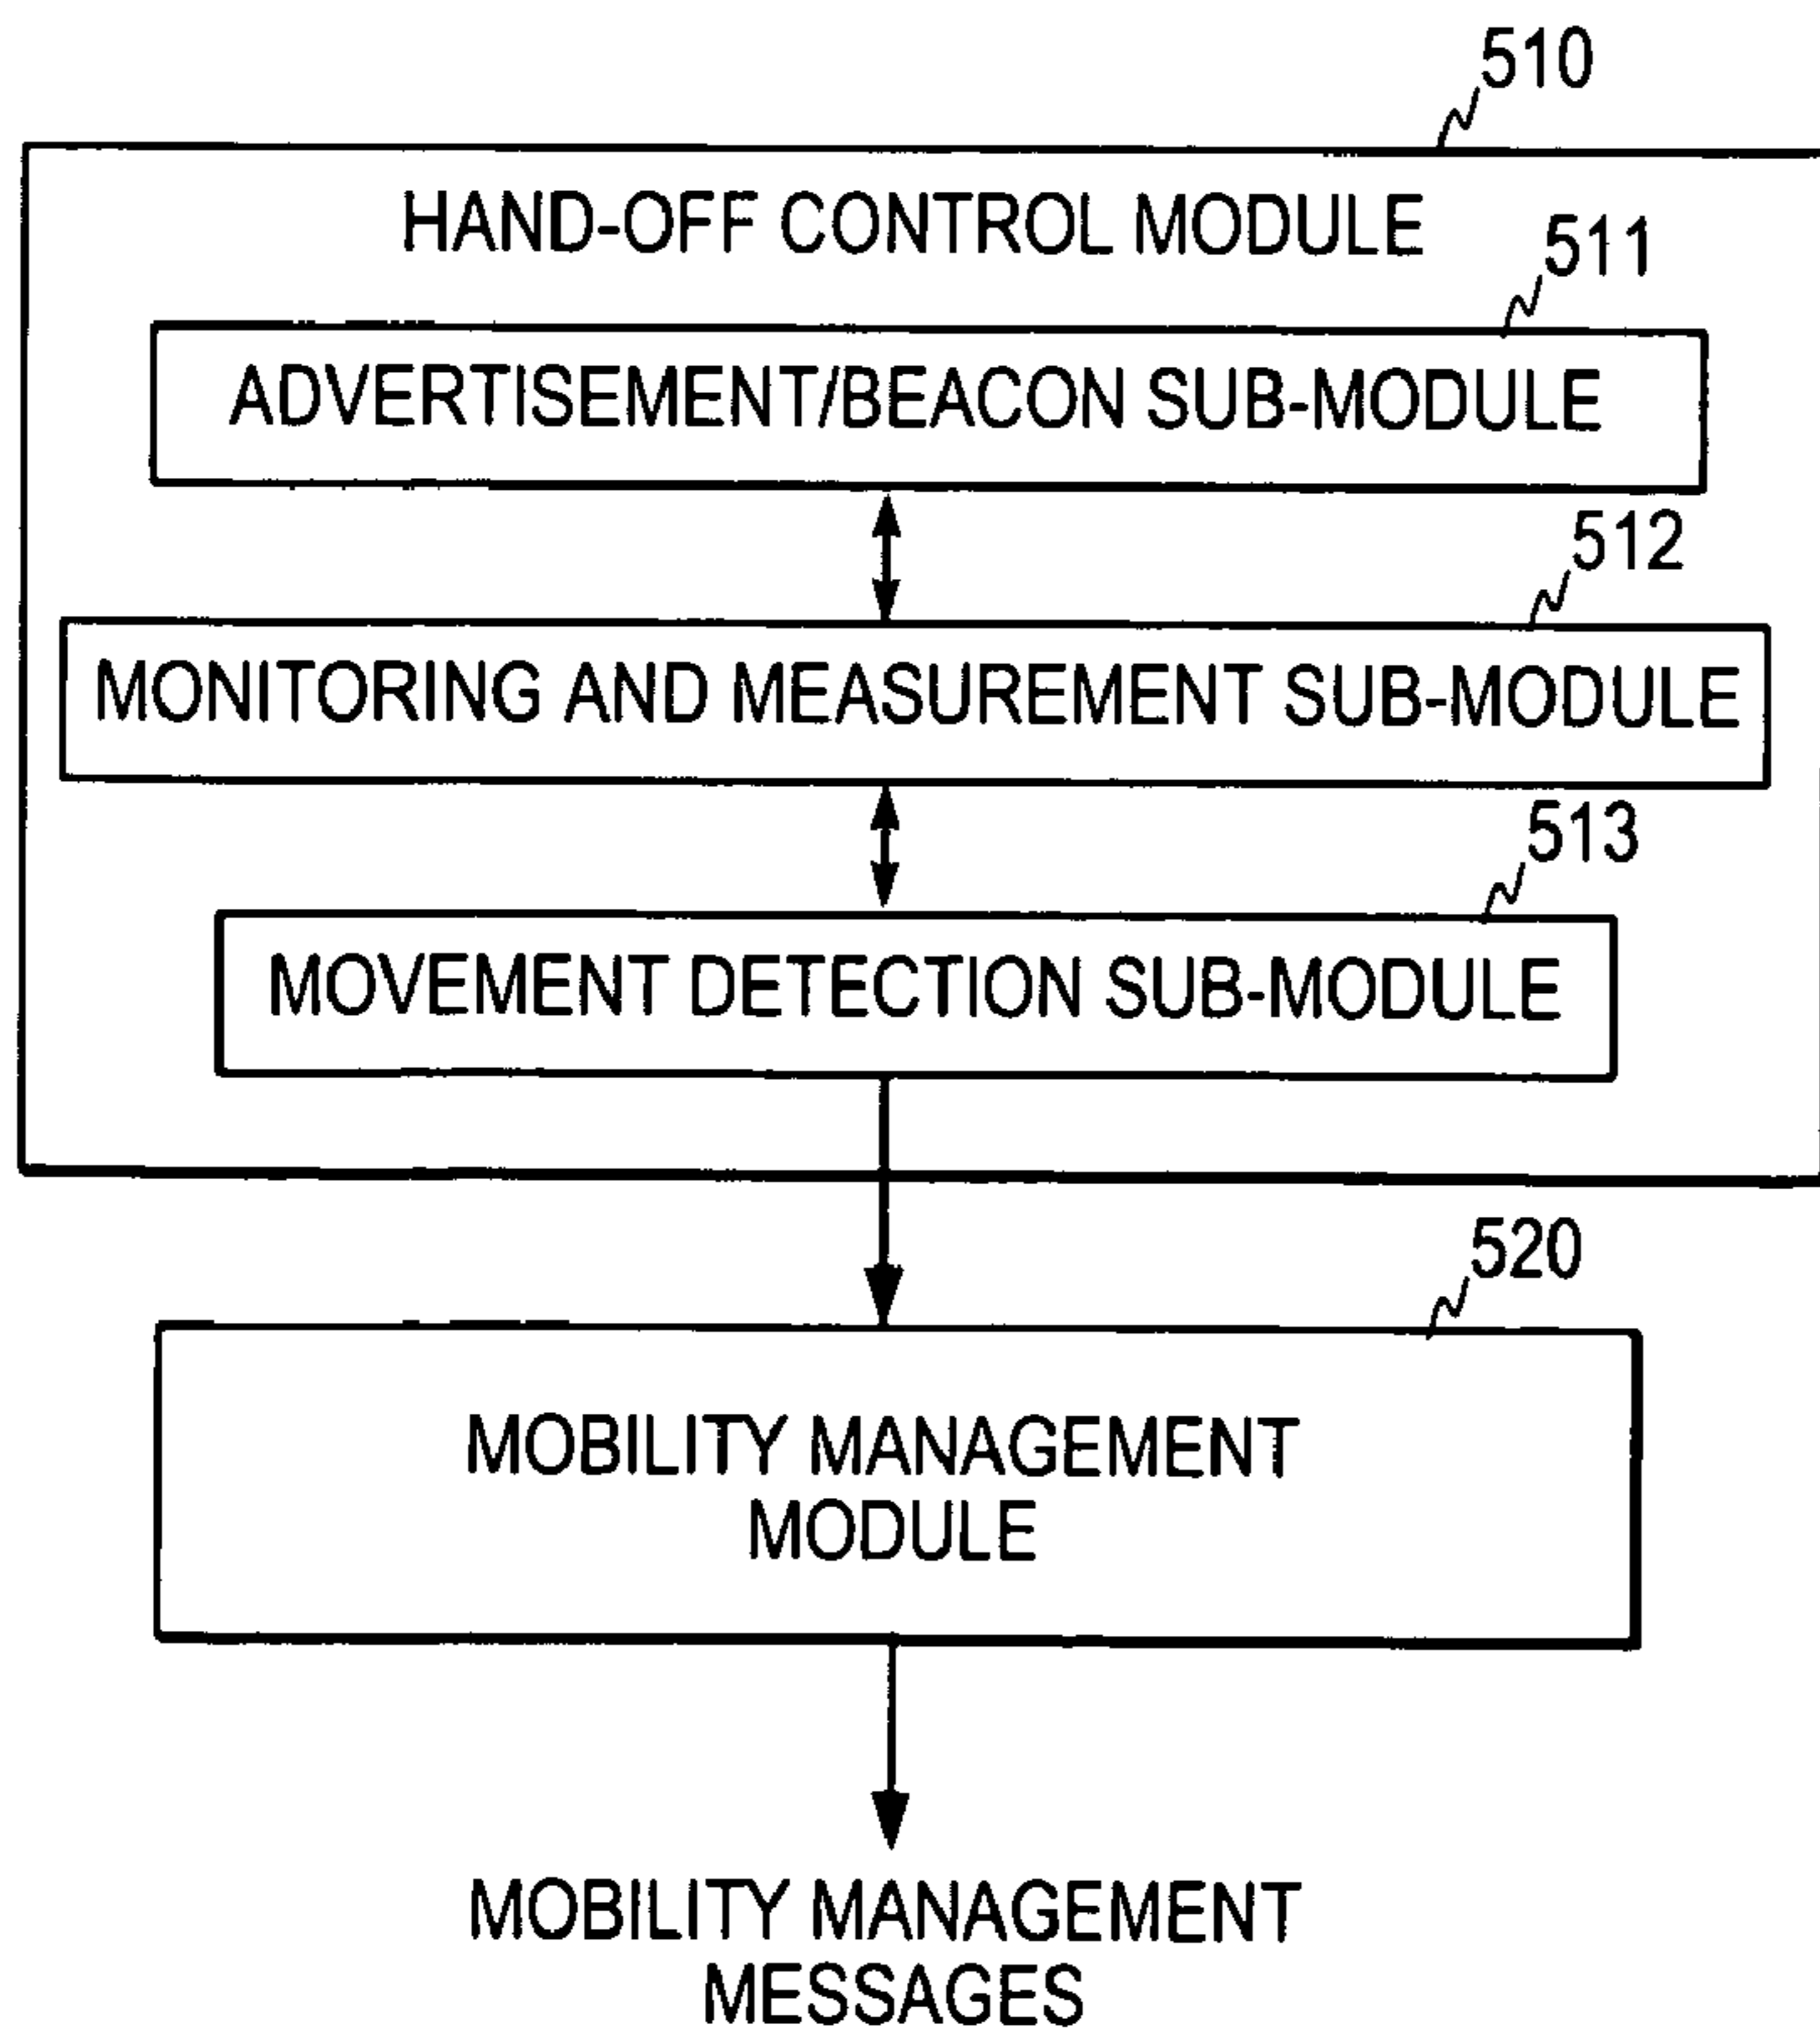 510
HAND-OFF CONTROL MODULE
511
ADVERTISEMENT/BEACON SUB-MODULE
512
MONITORING AND MEASUREMENT SUB-MODULE
513
MOVEMENT DETECTION SUB-MODULE
520
MOBILITY MANAGEMENT
MODULE
MOBILITY MANAGEMENT
MESSAGES